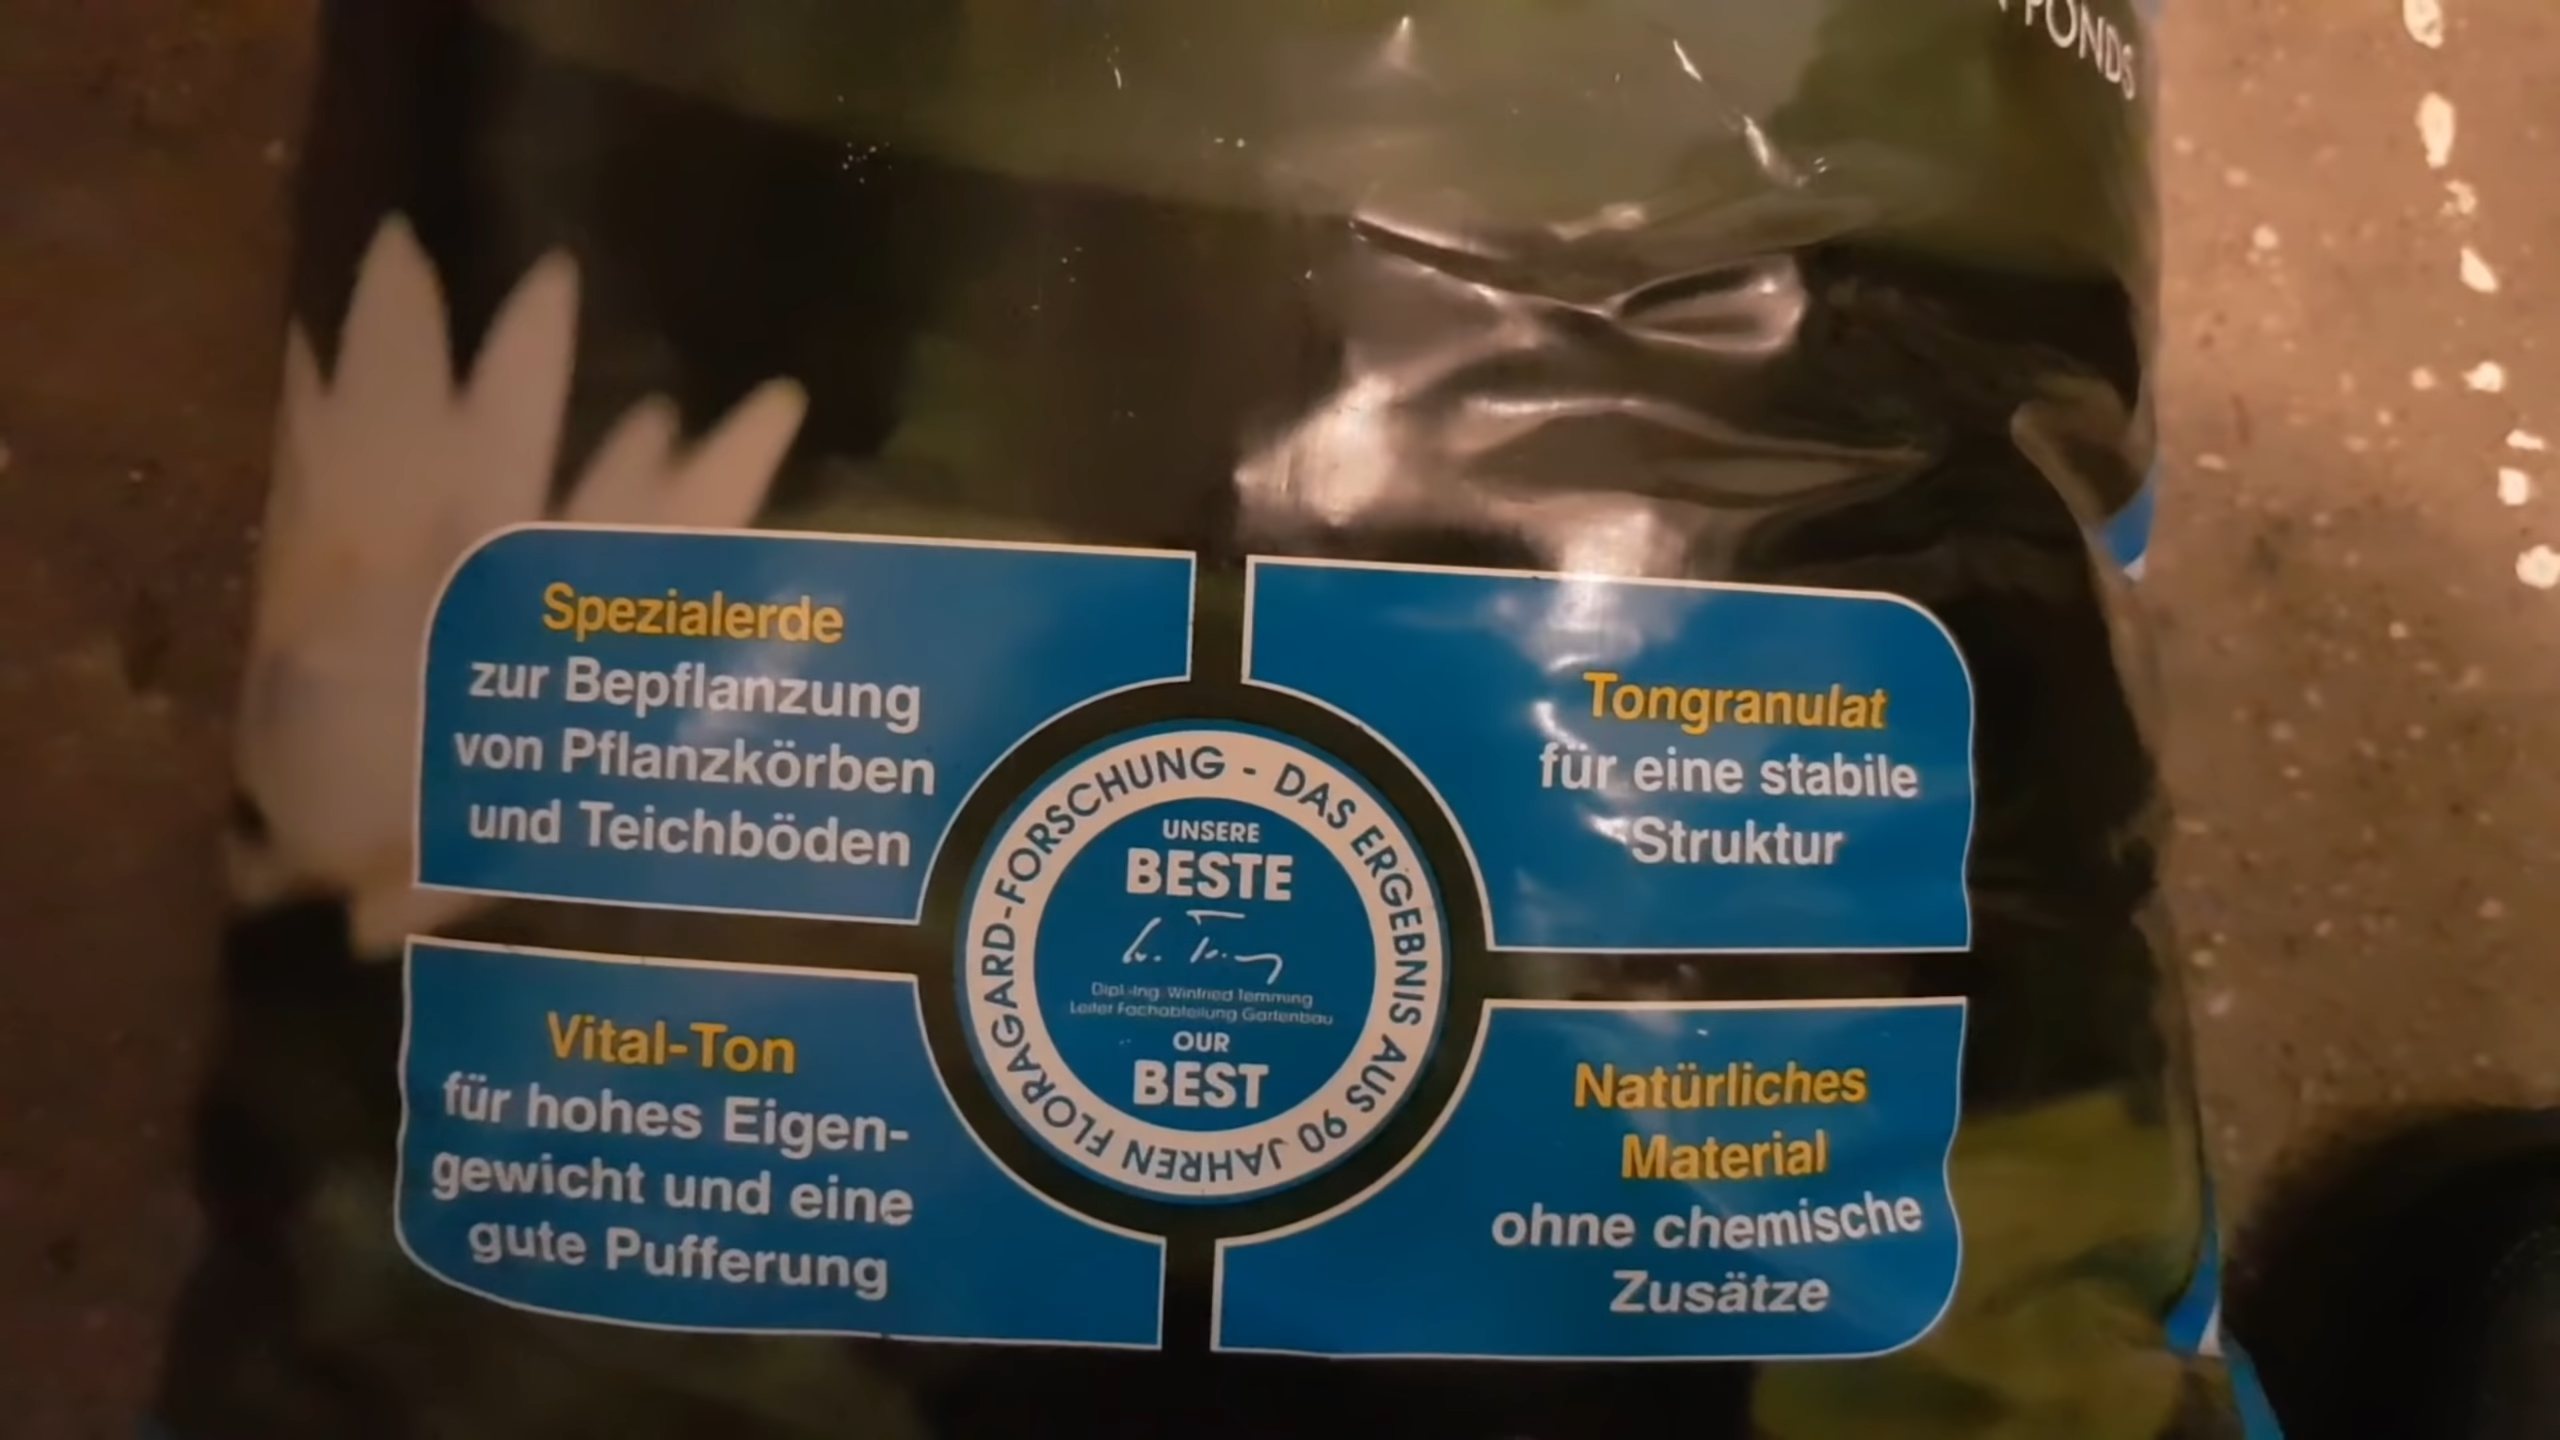 PONDS
Spezialerde
zur Bepflanzung
von Pflanzkörben
und Teichböden
Tongranulat
für eine stabile
Struktur
DAS ERGEBNIS AUS 90 JAHREN FLORAGARD-FORSCHUNG -
UNSERE
BESTE
Dipl.-Ing. Winfried Temming
Leiter Fachabteilung Gartenbau
OUR
BEST
Vital-Ton
für hohes Eigen-
gewicht und eine
gute Pufferung
Natürliches
Material
ohne chemische
Zusätze